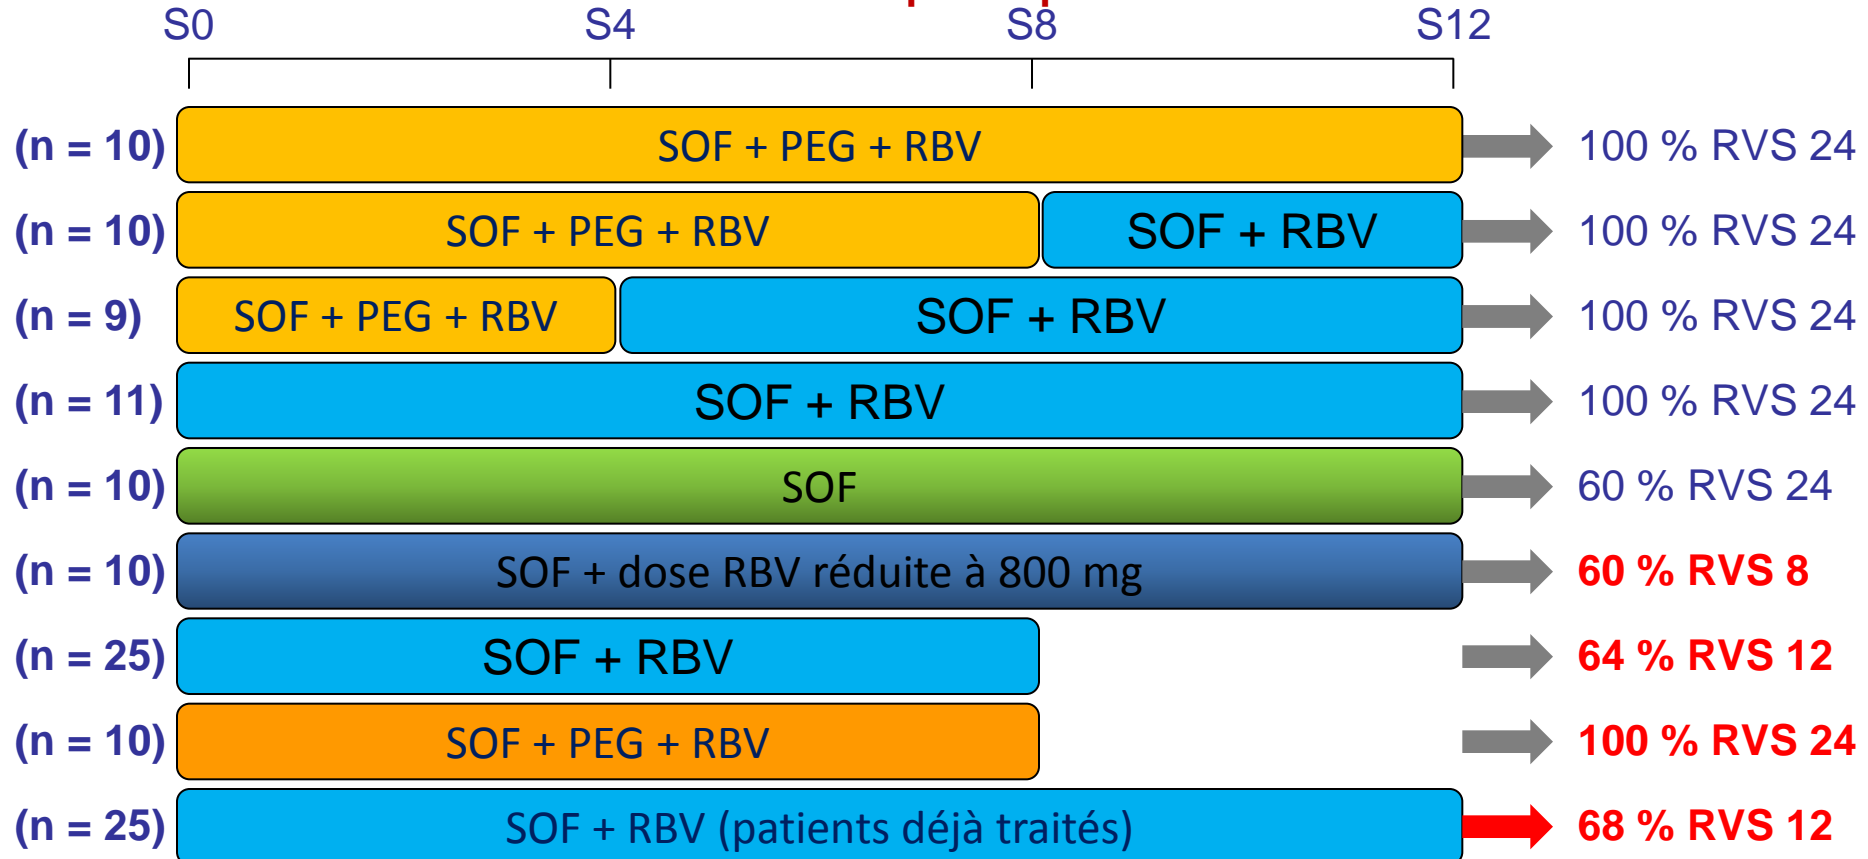 S0 S4 S8 S12
(n = 10) SOF + PEG + RBV 100 % RVS 24
(n = 10) SOF + PEG + RBV SOF + RBV 100 % RVS 24
(n = 9) SOF + PEG + RBV SOF + RBV 100 % RVS 24
(n = 11) SOF + RBV 100 % RVS 24
(n = 10) SOF 60 % RVS 24
(n = 10) SOF + dose RBV réduite à 800 mg 60 % RVS 8
(n = 25) SOF + RBV 64 % RVS 12
(n = 10) SOF + PEG + RBV 100 % RVS 24
(n = 25) SOF + RBV (patients déjà traités) 68 % RVS 12